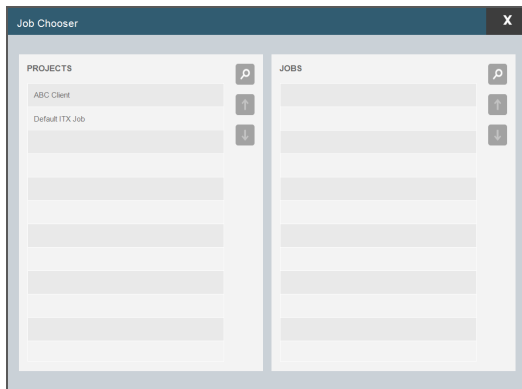 Job Chooser
X
PROJECTS
JOBS
ABC Client
Default ITX Job